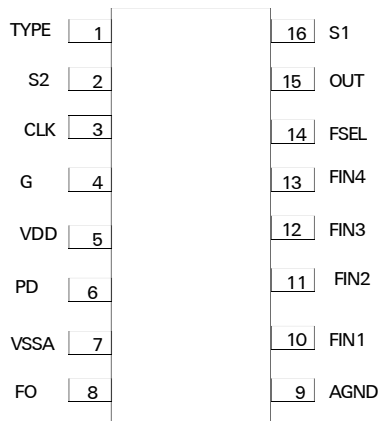 TYPE 1 16 S1
S2 2 15 OUT
CLK 3 14 FSEL
G 4 13 FIN4
VDD 5 12 FIN3
PD 6 11 FIN2
VSSA 7 10 FIN1
FO 8 9 AGND